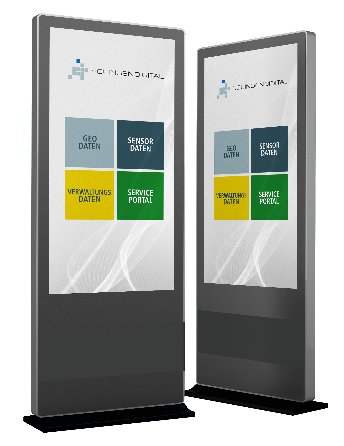 GEO
DATEN
SENSOR
DATEN
VERWALTUNGS
DATEN
SERVICE
PORTAL
GEO
DATEN
SENSOR
DATEN
VERWALTUNGS
DATEN
SERVICE
PORTAL